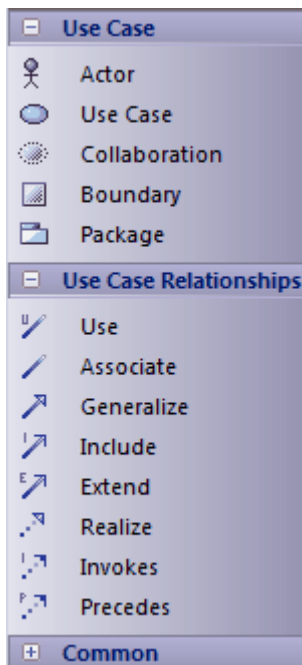 Use Case
Actor
Use Case
Collaboration
Boundary
Package
Use Case Relationships
U Use
Associate
Generalize
I Include
E Extend
Realize
I Invokes
P Precedes
Common